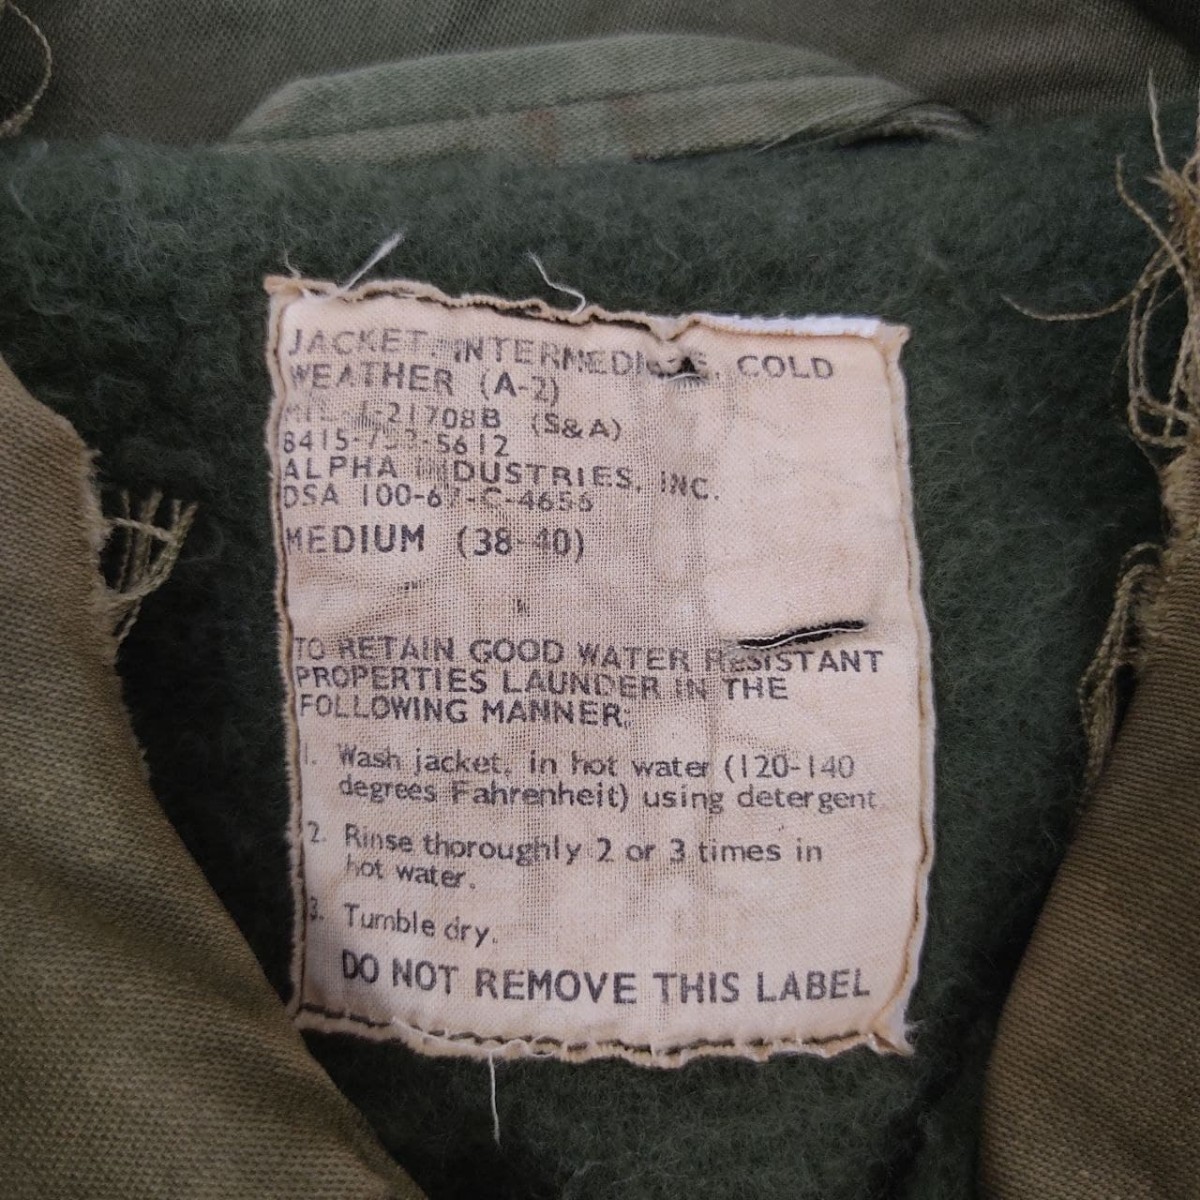 JACKET, INTERMEDIATE, COLD
WEATHER (A-2)
MIL-J-21708B (S&A)
8415-753-5612
ALPHA INDUSTRIES, INC.
DSA 100-67-C-4656
MEDIUM (38-40)
TO RETAIN GOOD WATER RESISTANT
PROPERTIES LAUNDER IN THE
FOLLOWING MANNER:
1. Wash jacket, in hot water (120-140
degrees Fahrenheit) using detergent.
2. Rinse thoroughly 2 or 3 times in
hot water.
3. Tumble dry.
DO NOT REMOVE THIS LABEL